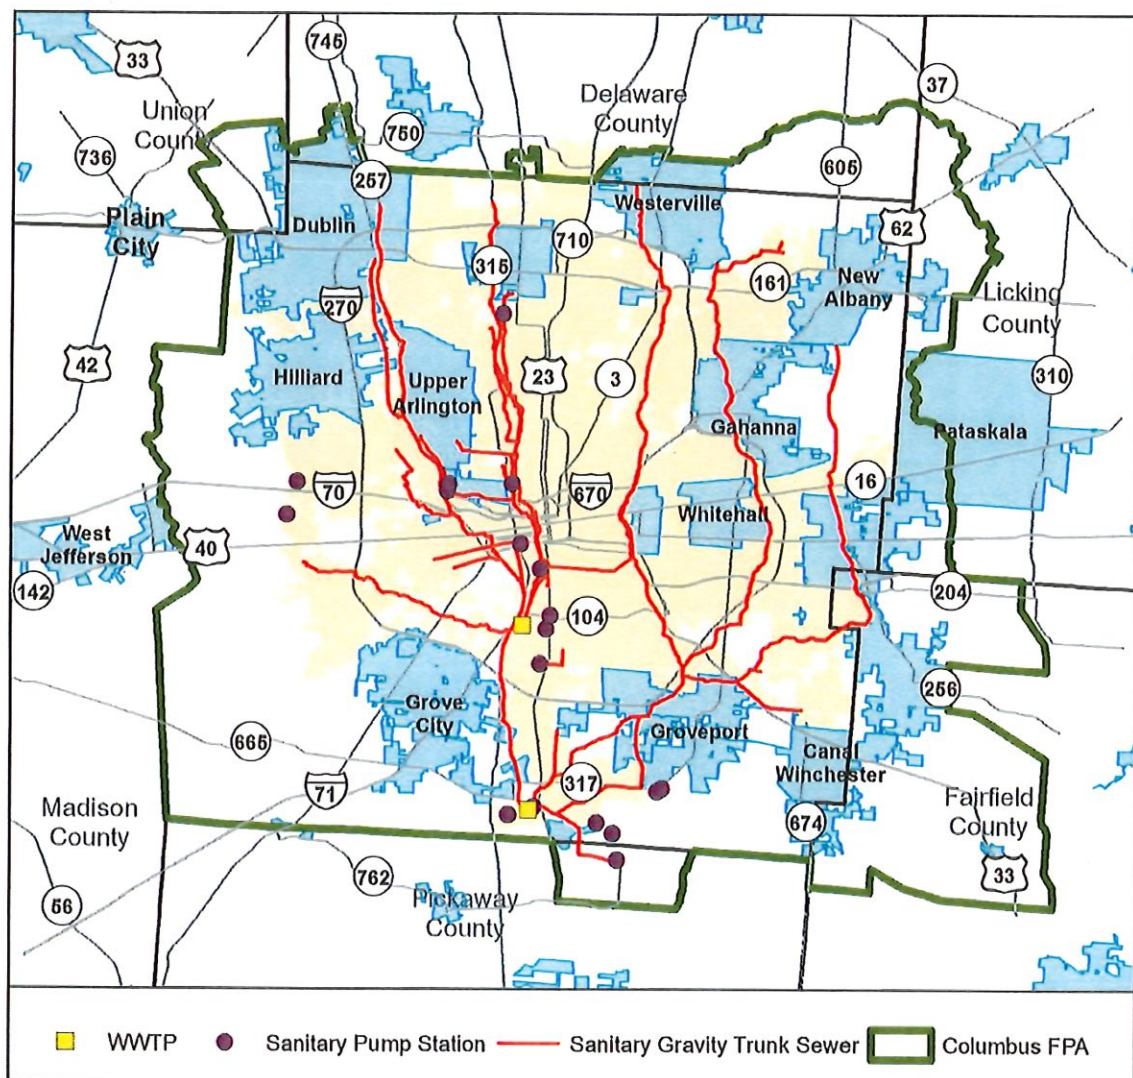 745
33
37
Union
County
Delaware
County
750
736
605
257
Westerville
Plain
City
Dublin
62
710
315
161
New
Albany
270
Licking
County
42
Hilliard
23
3
310
Upper
Arlington
Gahanna
Pataskala
70
670
16
Whitehall
West
Jefferson
40
142
204
104
256
Grove
City
665
Groveport
Canal
Winchester
317
71
Madison
County
Fairfield
County
674
33
762
56
Pickaway
County
WWTP
Sanitary Pump Station
Sanitary Gravity Trunk Sewer
Columbus FPA